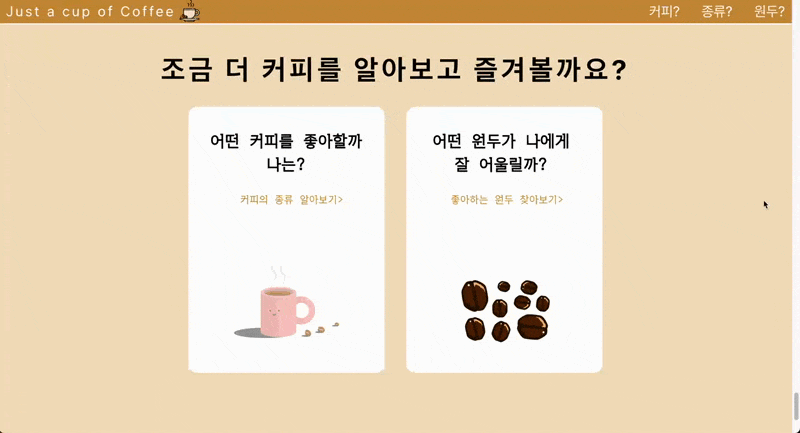 Just a cup of Coffee
커피?
종류?
원두?
조금 더 커피를 알아보고 즐겨볼까요?
어떤 커피를 좋아할까
나는?
커피의 종류 알아보기>
어떤 원두가 나에게
잘 어울릴까?
좋아하는 원두 찾아보기>